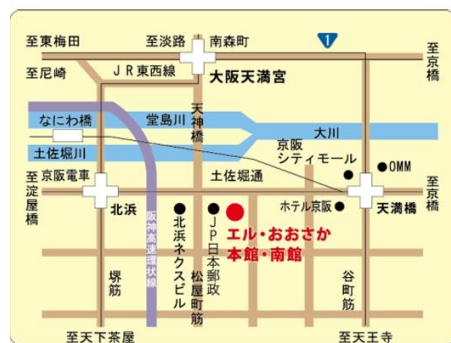 至東梅田
至淡路
南森町
1
至京橋
至尼崎
JR東西線
大阪天満宮
なにわ橋
堂島川
天神橋
大川
土佐堀川
京阪
シティモール
OMM
至淀屋橋
京阪電車
土佐堀通
至京橋
北浜
ホテル京阪
天満橋
阪神高速環状線
北浜ネクスビル
JP日本郵政
エル・おおさか
本館・南館
堺筋
松屋町筋
谷町筋
至天下茶屋
至天王寺